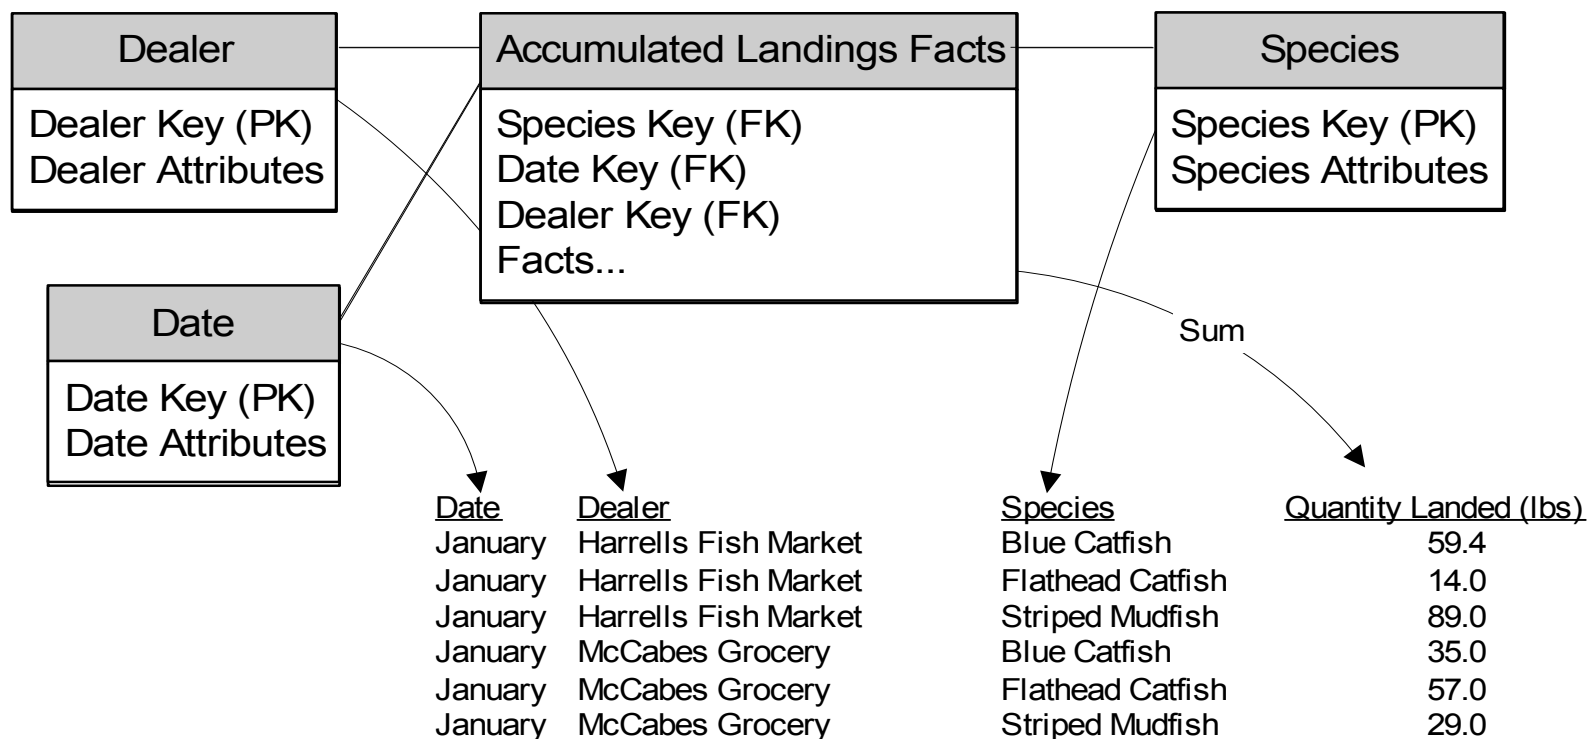 Dealer
Dealer Key (PK)
Dealer Attributes
Accumulated Landings Facts
Species Key (FK)
Date Key (FK)
Dealer Key (FK)
Facts...
Species
Species Key (PK)
Species Attributes
Date
Date Key (PK)
Date Attributes
Sum
Date Dealer Species Quantity Landed (lbs)
January Harrells Fish Market Blue Catfish 59.4
January Harrells Fish Market Flathead Catfish 14.0
January Harrells Fish Market Striped Mudfish 89.0
January McCabes Grocery Blue Catfish 35.0
January McCabes Grocery Flathead Catfish 57.0
January McCabes Grocery Striped Mudfish 29.0